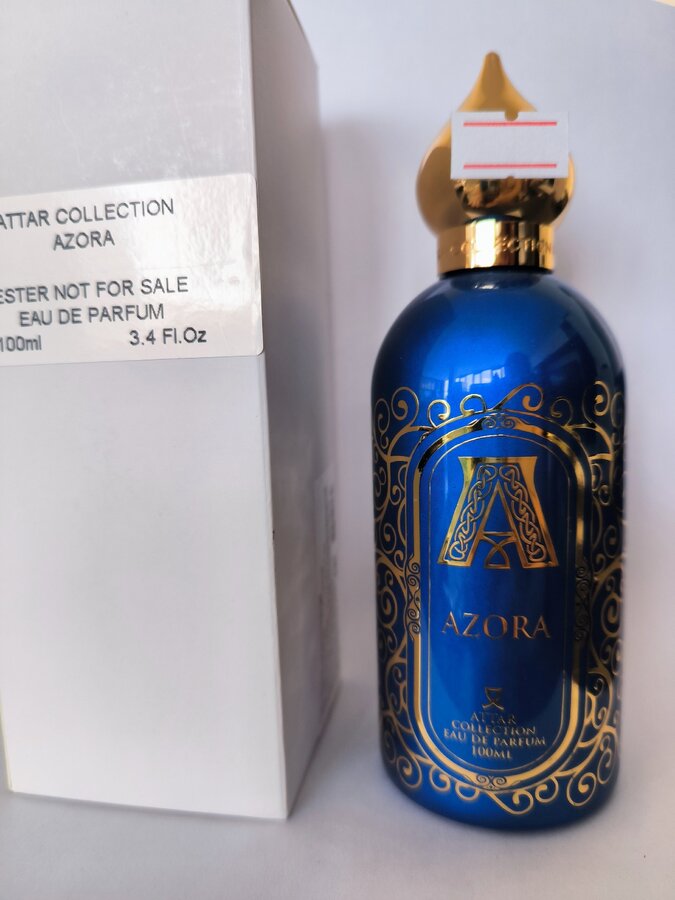 ATTAR COLLECTION
AZORA
ESTER NOT FOR SALE
EAU DE PARFUM
100ml 3.4 Fl.Oz
COLLECTION
A
AZORA
ATTAR
COLLECTION
EAU DE PARFUM
100ML